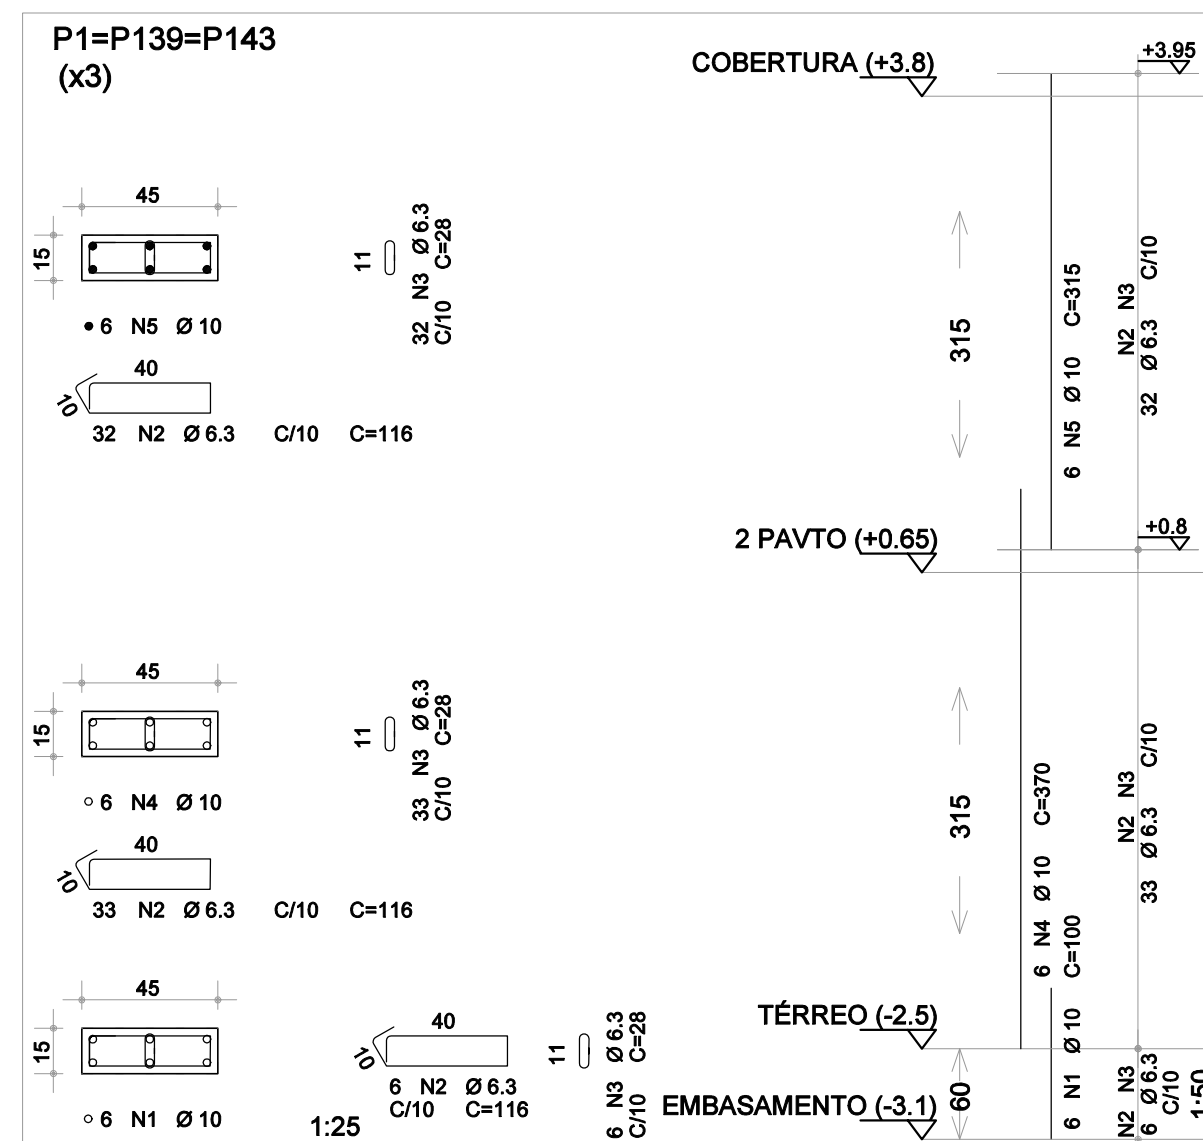 P1=P139=P143
(x3)
COBERTURA (+3.8)
+3.95
45
15
6 N5 Ø 10
40
10
32 N2 Ø 6.3 C/10 C=116
11
32 N3 Ø 6.3
C/10 C=28
315
6 N5 Ø 10 C=315
N2 N3
32 Ø 6.3 C/10
2 PAVTO (+0.65)
+0.8
45
15
6 N4 Ø 10
40
10
33 N2 Ø 6.3 C/10 C=116
11
33 N3 Ø 6.3
C/10 C=28
315
6 N4 Ø 10 C=370
N2 N3
33 Ø 6.3 C/10
TÉRREO (-2.5)
45
15
6 N1 Ø 10
40
10
6 N2 Ø 6.3
C/10 C=116
11
6 N3 Ø 6.3
C/10 C=28
1:25
EMBASAMENTO (-3.1)
60
6 N1 Ø 10 C=100
N2 N3
6 Ø 6.3
C/10
1:50